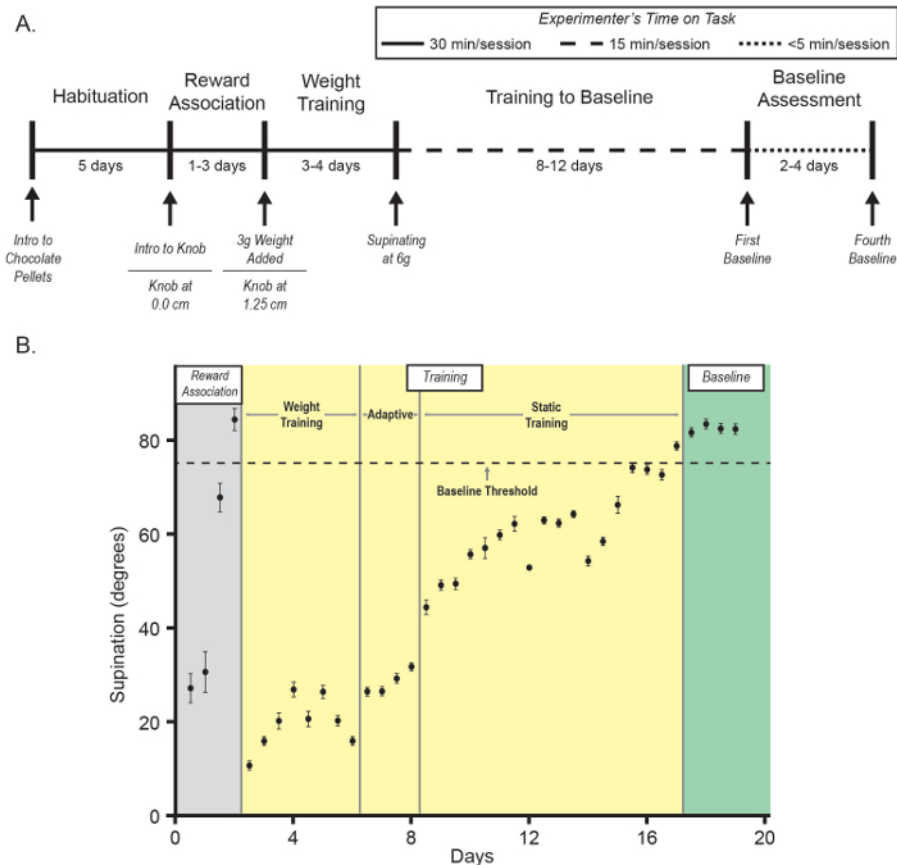 A.
Experimenter's Time on Task
30 min/session 15 min/session <5 min/session
Habituation
Reward
Association
Weight
Training
Training to Baseline
Baseline
Assessment
5 days
1-3 days
3-4 days
8-12 days
2-4 days
Intro to
Chocolate
Pellets
Intro to Knob
Knob at
0.0 cm
3g Weight
Added
Knob at
1.25 cm
Supinating
at 6g
First
Baseline
Fourth
Baseline
B.
Reward
Association
Training
Baseline
Weight
Training
Adaptive
Static
Training
Baseline Threshold
Supination (degrees)
80
60
40
20
0
0 4 8 12 16 20
Days